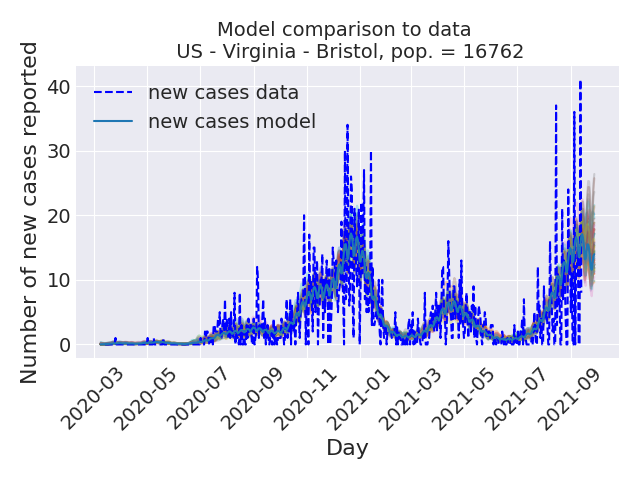 Model comparison to data
US - Virginia - Bristol, pop. = 16762
Number of new cases reported
40
30
20
10
0
new cases data
new cases model
2020-03
2020-05
2020-07
2020-09
2020-11
2021-01
2021-03
2021-05
2021-07
2021-09
Day